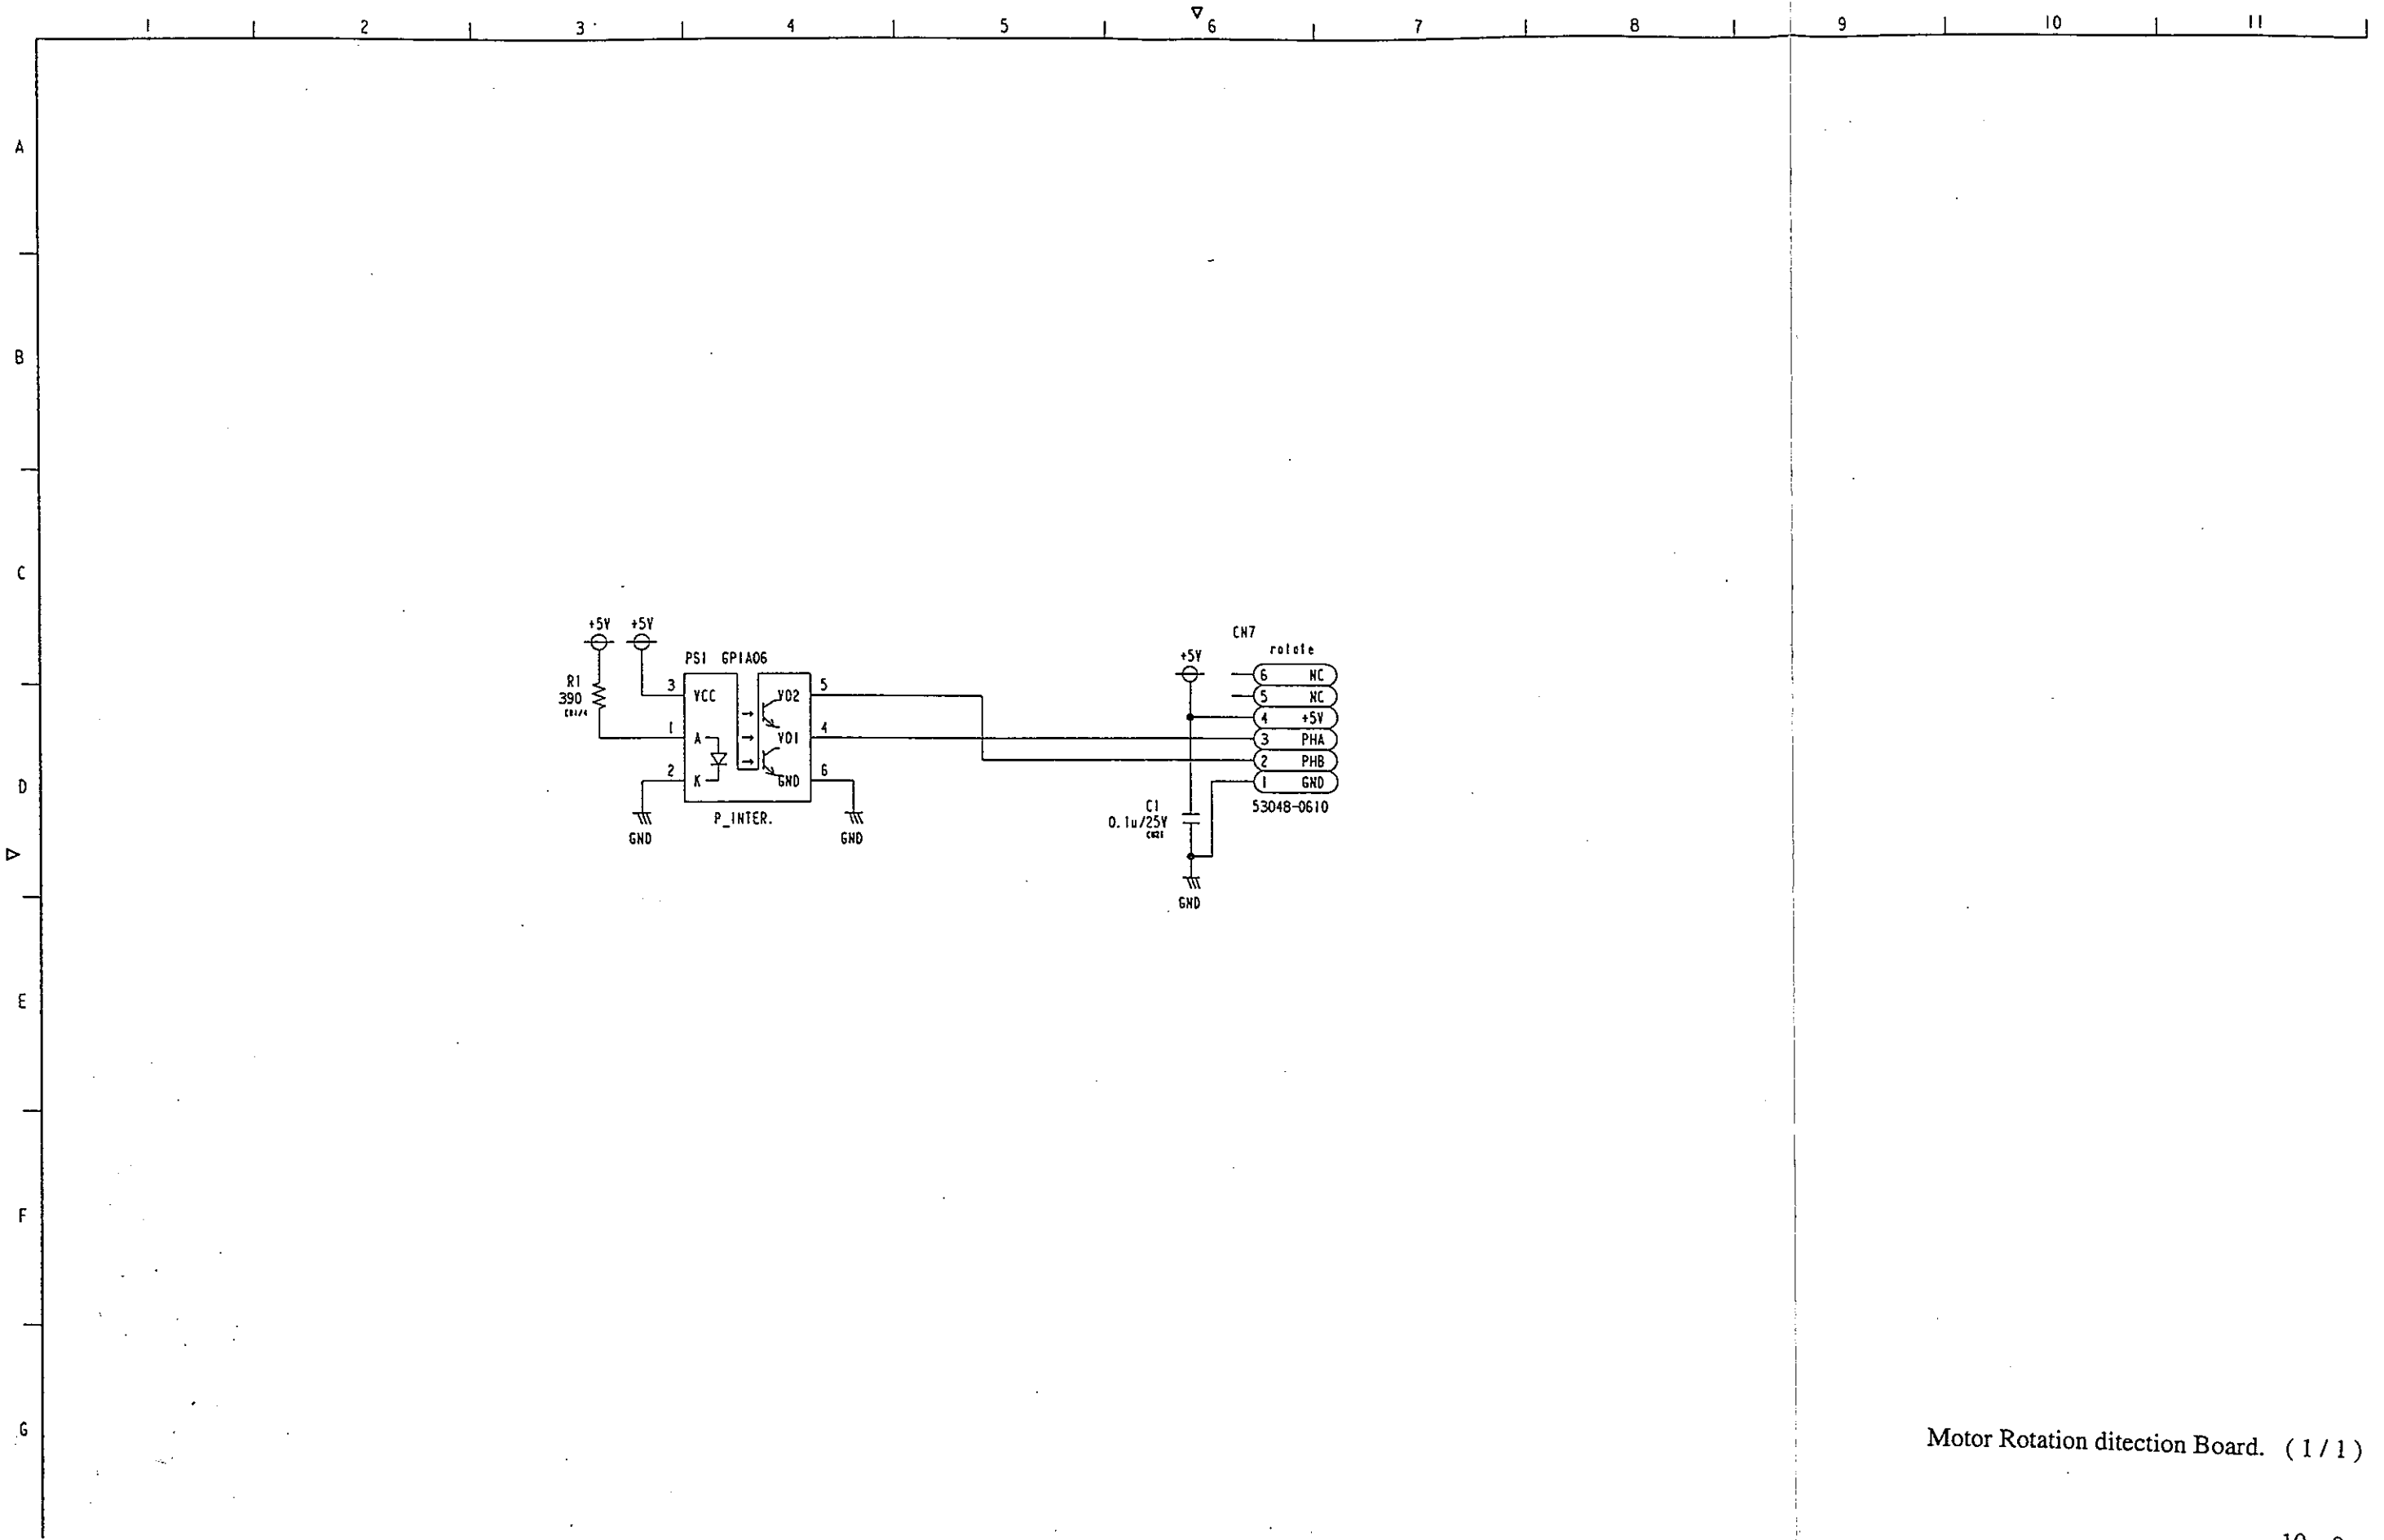 1 2 3 4 5 6 7 8 9 10 11
A
B
C
D
E
F
G
+5V +5V
R1
390
PS1 GP1A06
3 VCC
1 A
2 K
VO2 5
VO1 4
GND 6
P_INTER.
GND
GND
CN7
rotate
+5V
6 NC
5 NC
4 +5V
3 PHA
2 PHB
1 GND
53048-0610
C1
0.1u/25V
GND
Motor Rotation ditection Board. ( 1 / 1 )